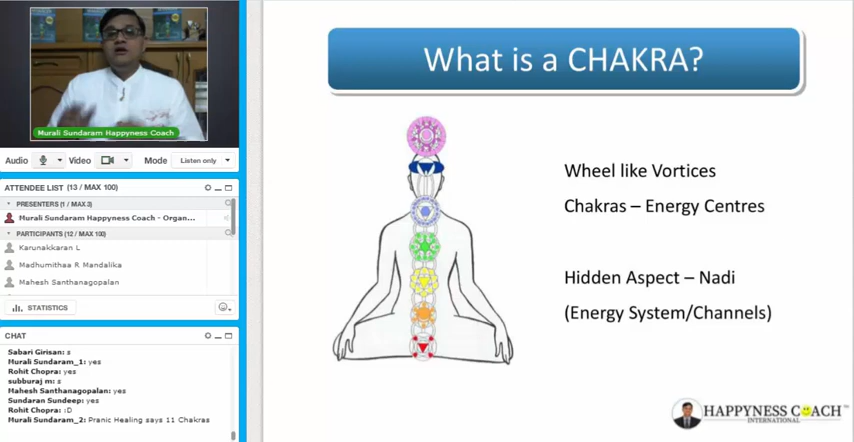 Murali Sundaram Happyness Coach
Audio Video Mode Listen only
ATTENDEE LIST (13 / MAX 100)
PRESENTERS (1 / MAX 3)
Murali Sundaram Happyness Coach - Organ...
PARTICIPANTS (12 / MAX 100)
Karunakkaran L
Madhumithaa R Mandalika
Mahesh Santhanagopalan
STATISTICS
CHAT
Sabari Girisan: s
Murali Sundaram_1: yes
Rohit Chopra: yes
subburaj m: s
Mahesh Santhanagopalan: yes
Sundaran Sundeep: yes
Rohit Chopra: :D
Murali Sundaram_2: Pranic Healing says 11 Chakras
What is a CHAKRA?
Wheel like Vortices
Chakras – Energy Centres
Hidden Aspect – Nadi
(Energy System/Channels)
HAPPYNESS COACH™
INTERNATIONAL